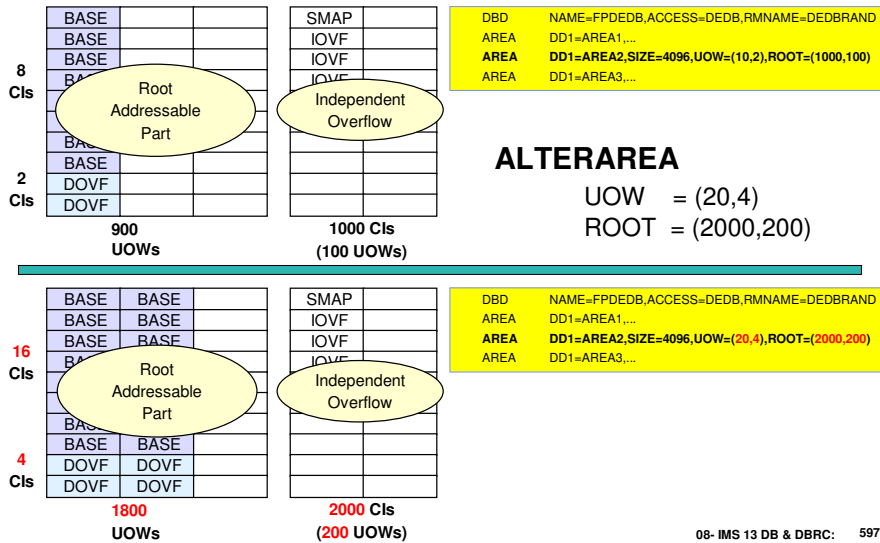 BASE SMAP
BASE IOVF
BASE IOVF
8 CIs
Root Addressable Part
Independent Overflow
BASE
2 CIs
DOVF
DOVF
900 UOWs
1000 CIs (100 UOWs)
DBD NAME=FPDEDB,ACCESS=DEDB,RMNAME=DEDBRAND
AREA DD1=AREA1,...
AREA DD1=AREA2,SIZE=4096,UOW=(10,2),ROOT=(1000,100)
AREA DD1=AREA3,...
ALTERAREA
UOW = (20,4)
ROOT = (2000,200)
BASE BASE SMAP
BASE BASE IOVF
BASE BASE IOVF
16 CIs
Root Addressable Part
Independent Overflow
BASE BASE
4 CIs
DOVF DOVF
DOVF DOVF
1800 UOWs
2000 CIs (200 UOWs)
DBD NAME=FPDEDB,ACCESS=DEDB,RMNAME=DEDBRAND
AREA DD1=AREA1,...
AREA DD1=AREA2,SIZE=4096,UOW=(20,4),ROOT=(2000,200)
AREA DD1=AREA3,...
08- IMS 13 DB & DBRC: 597